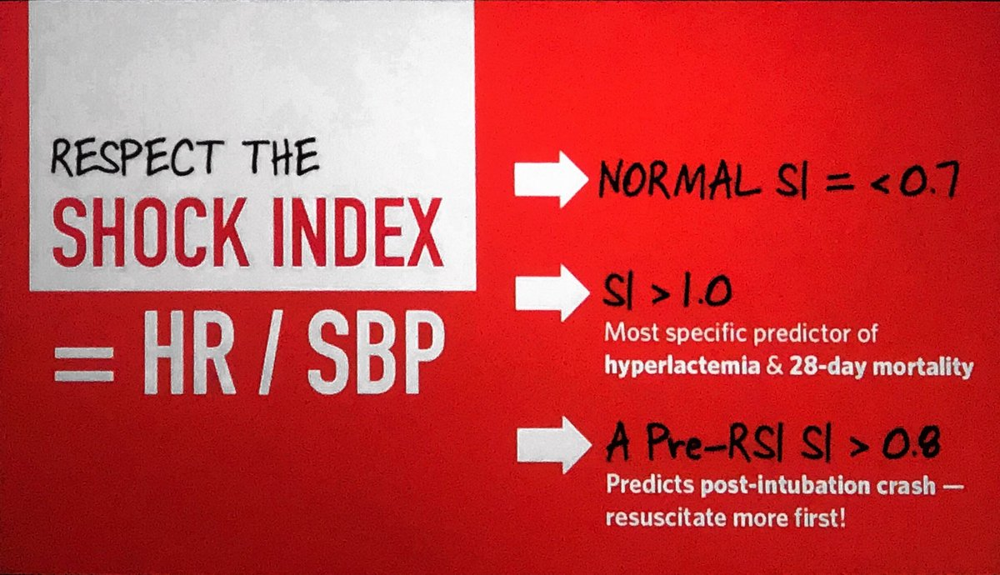 RESPECT THE
SHOCK INDEX
= HR / SBP
NORMAL SI = <0.7
SI > 1.0
Most specific predictor of
hyperlactemia & 28-day mortality
A Pre-RSI SI > 0.8
Predicts post-intubation crash —
resuscitate more first!